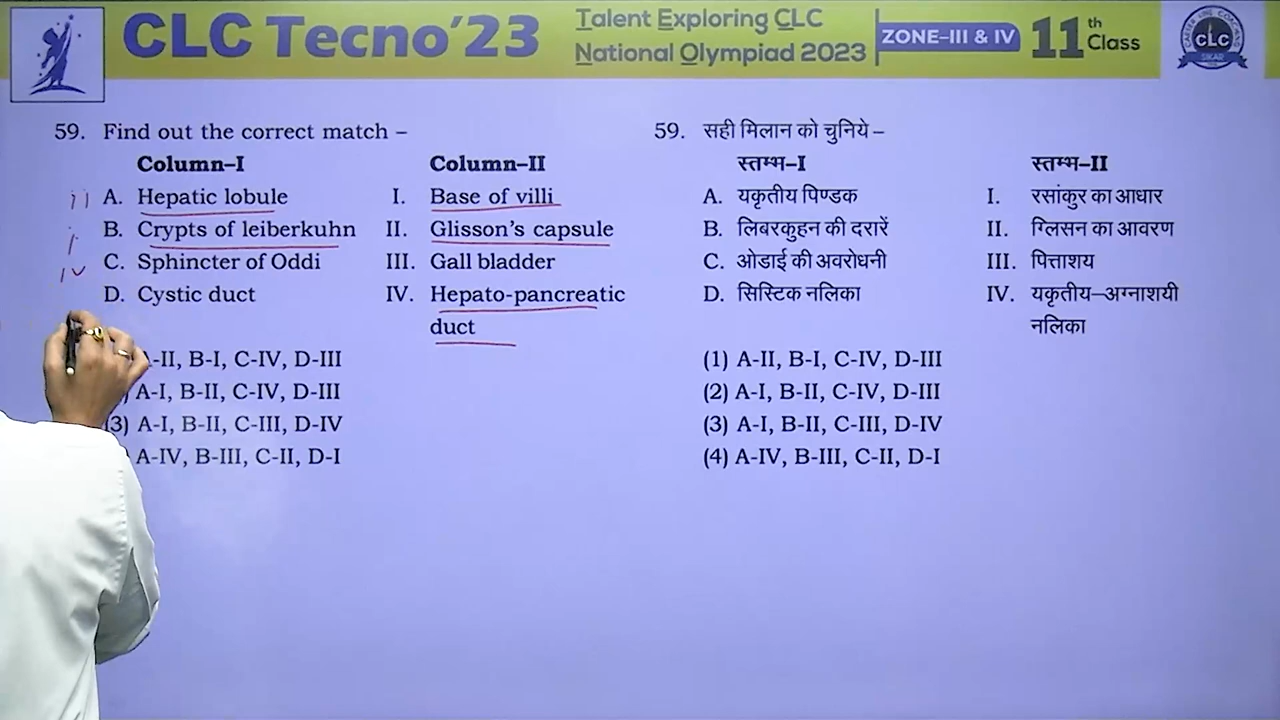 CLC Tecno'23
Talent Exploring CLC
National Olympiad 2023
ZONE-III & IV
11th Class
CLC
SIKAR
59. Find out the correct match –
Column–I Column–II
ii A. Hepatic lobule I. Base of villi
i B. Crypts of leiberkuhn II. Glisson's capsule
iv C. Sphincter of Oddi III. Gall bladder
D. Cystic duct IV. Hepato-pancreatic
duct
-II, B-I, C-IV, D-III
A-I, B-II, C-IV, D-III
(3) A-I, B-II, C-III, D-IV
A-IV, B-III, C-II, D-I
59. सही मिलान को चुनिये –
स्तम्भ–I स्तम्भ–II
A. यकृतीय पिण्डक I. रसांकुर का आधार
B. लिबरकुहन की दरारें II. ग्लिसन का आवरण
C. ओडाई की अवरोधनी III. पित्ताशय
D. सिस्टिक नलिका IV. यकृतीय–अग्नाशयी
नलिका
(1) A-II, B-I, C-IV, D-III
(2) A-I, B-II, C-IV, D-III
(3) A-I, B-II, C-III, D-IV
(4) A-IV, B-III, C-II, D-I